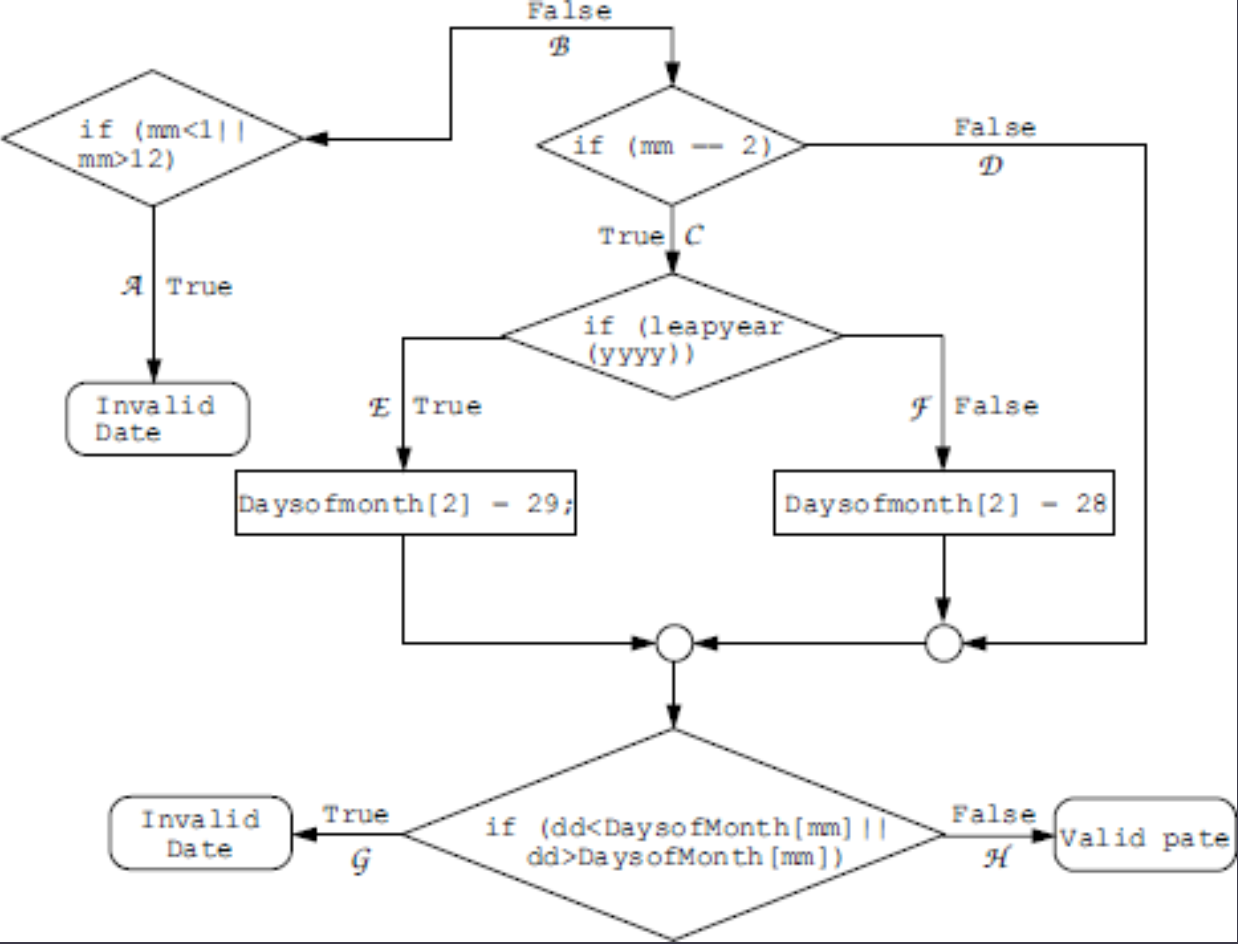 False
ℬ
if (mm<1||
mm>12)
if (mm == 2)
False
𝒟
True 𝒞
𝒜 True
if (leapyear
(yyyy))
Invalid
Date
ℰ True
ℱ False
Daysofmonth[2] = 29;
Daysofmonth[2] = 28
Invalid
Date
True
𝒢
if (dd<DaysofMonth[mm]||
dd>DaysofMonth[mm])
False
ℋ
Valid pate